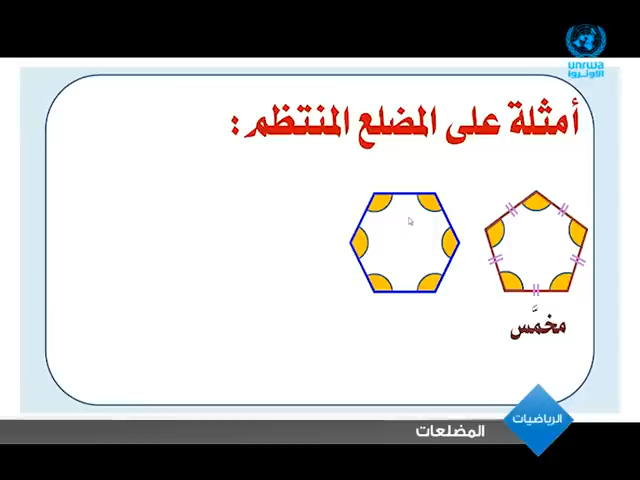 unrwa
الأونروا
أمثلة على المضلع المنتظم :
مخمَّس
الرياضيات
المضلعات